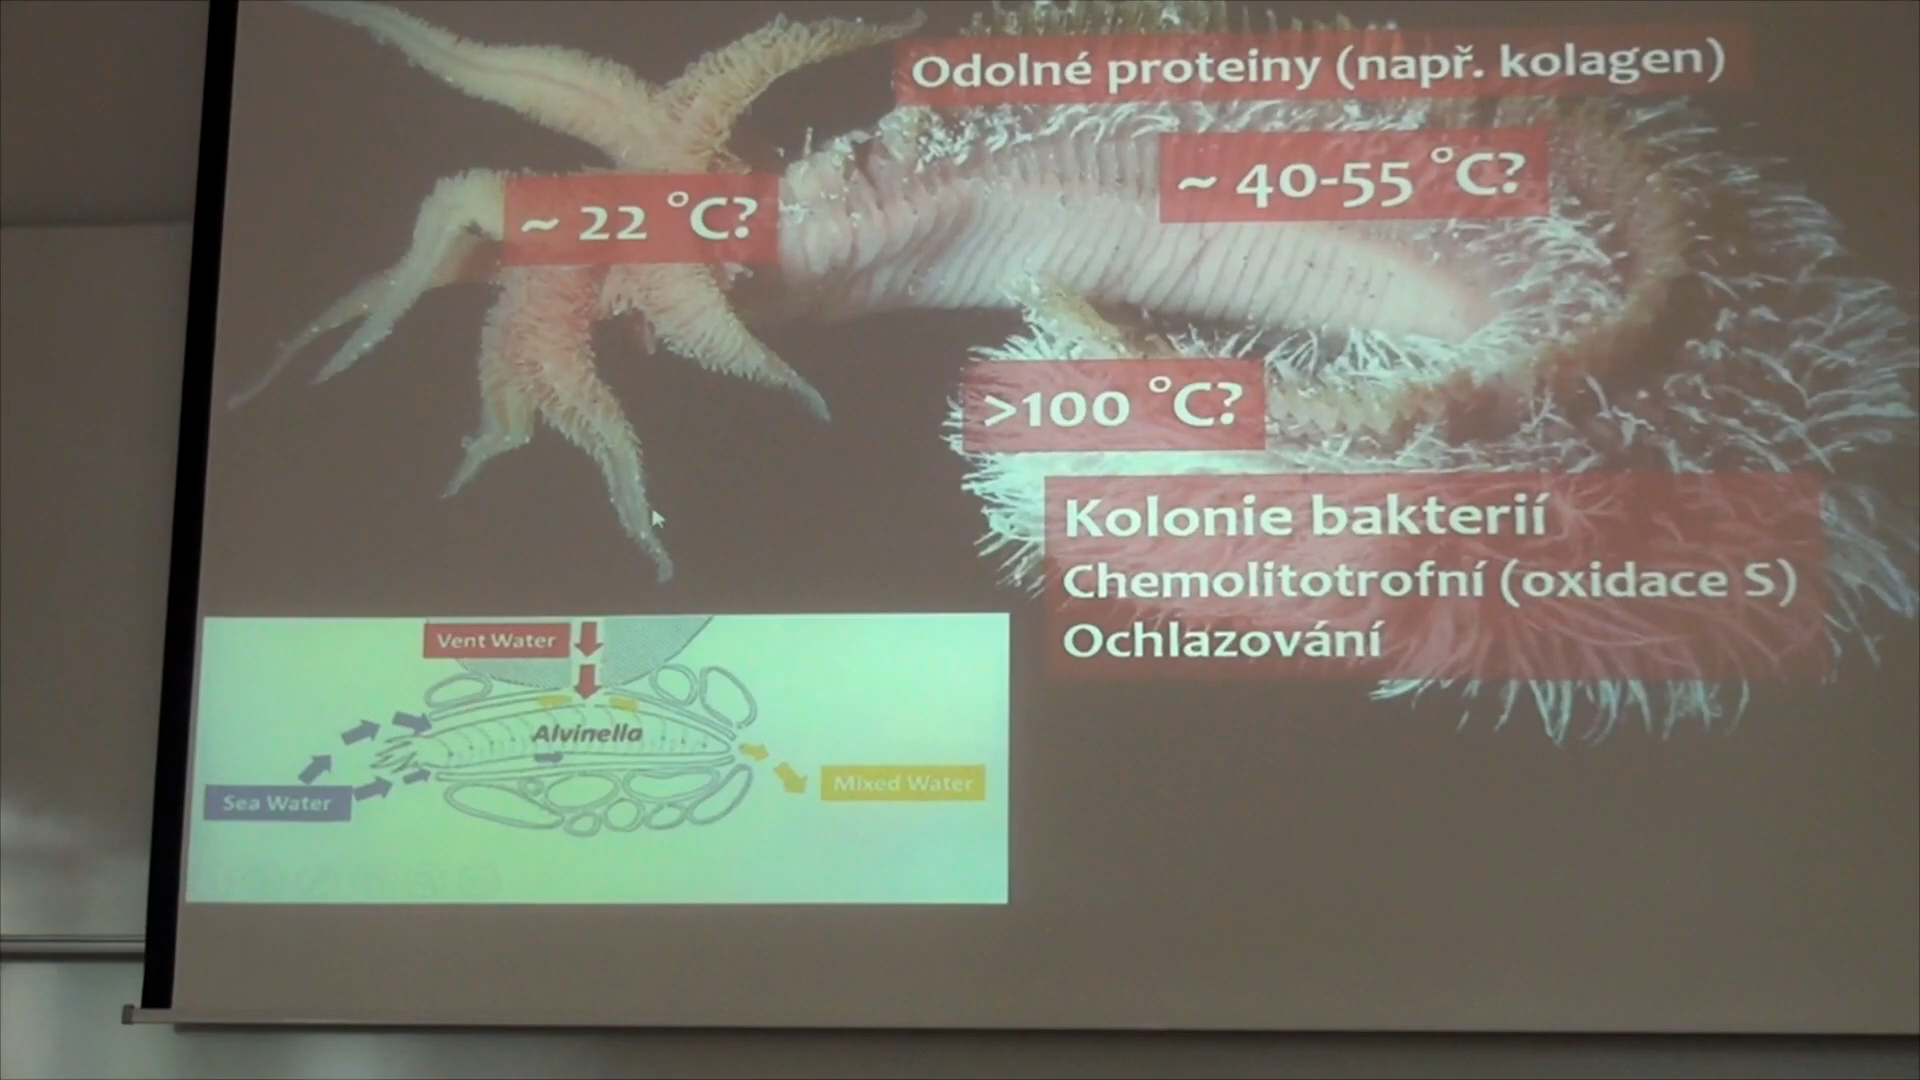 Odolné proteiny (např. kolagen)
~ 40-55 °C?
~ 22 °C?
>100 °C?
Kolonie bakterií
Chemolitotrofní (oxidace S)
Ochlazování
Vent Water
Alvinella
Sea Water
Mixed Water